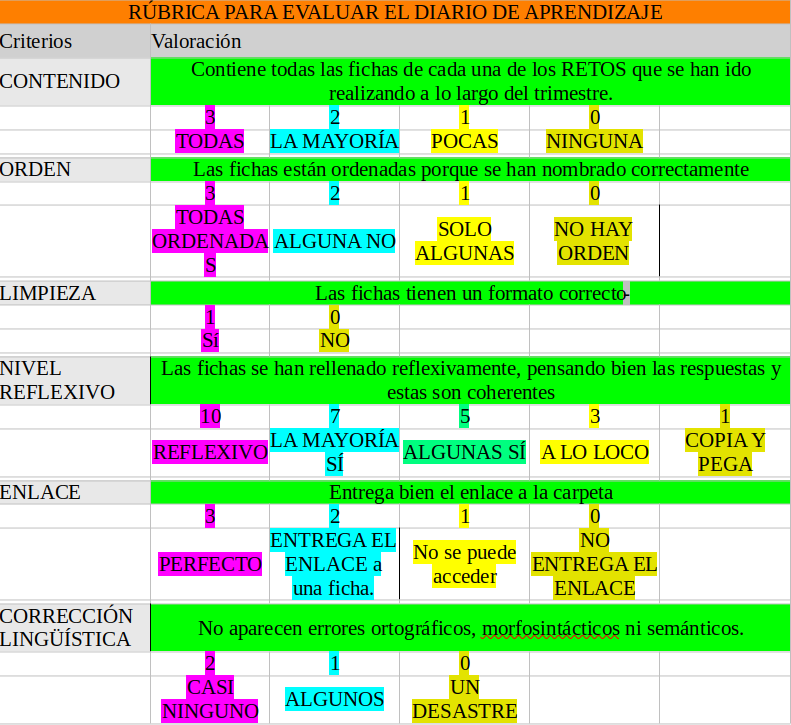 RÚBRICA PARA EVALUAR EL DIARIO DE APRENDIZAJE
Criterios Valoración
CONTENIDO Contiene todas las fichas de cada una de los RETOS que se han ido
realizando a lo largo del trimestre.
3 2 1 0
TODAS LA MAYORÍA POCAS NINGUNA
ORDEN Las fichas están ordenadas porque se han nombrado correctamente
3 2 1 0
TODAS
ORDENADA
S
ALGUNA NO
SOLO
ALGUNAS
NO HAY
ORDEN
LIMPIEZA Las fichas tienen un formato correcto-
1 0
Sí NO
NIVEL
REFLEXIVO
Las fichas se han rellenado reflexivamente, pensando bien las respuestas y
estas son coherentes
10 7 5 3 1
REFLEXIVO
LA MAYORÍA
SÍ
ALGUNAS SÍ
A LO LOCO
COPIA Y
PEGA
ENLACE Entrega bien el enlace a la carpeta
3 2 1 0
PERFECTO
ENTREGA EL
ENLACE a
una ficha.
No se puede
acceder
NO
ENTREGA EL
ENLACE
CORRECCIÓN
LINGÜÍSTICA
No aparecen errores ortográficos, morfosintácticos ni semánticos.
2 1 0
CASI
NINGUNO
ALGUNOS
UN
DESASTRE